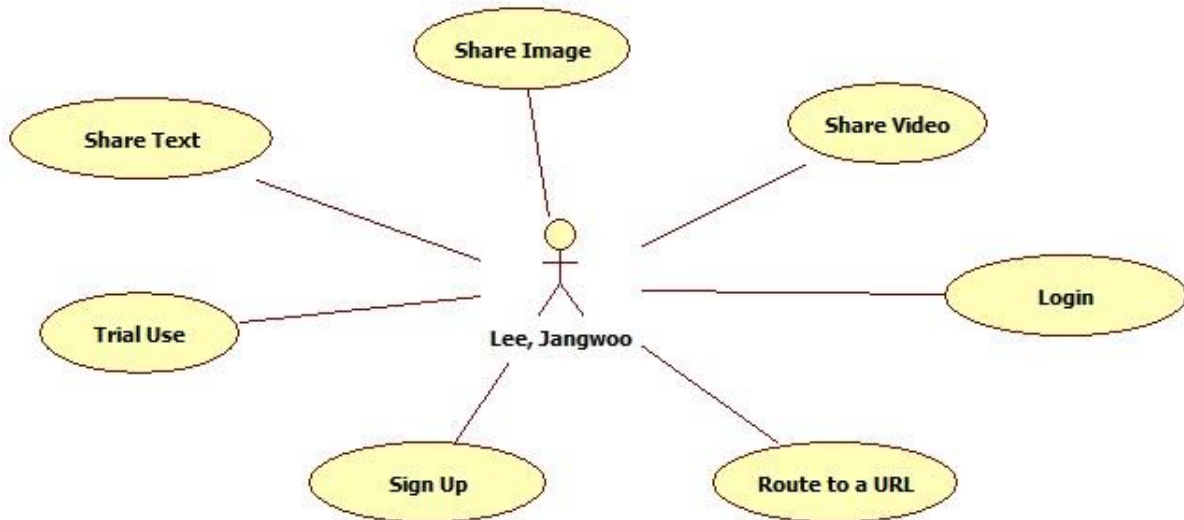 Share Image
Share Video
Share Text
Login
Trial Use
Lee, Jangwoo
Sign Up
Route to a URL